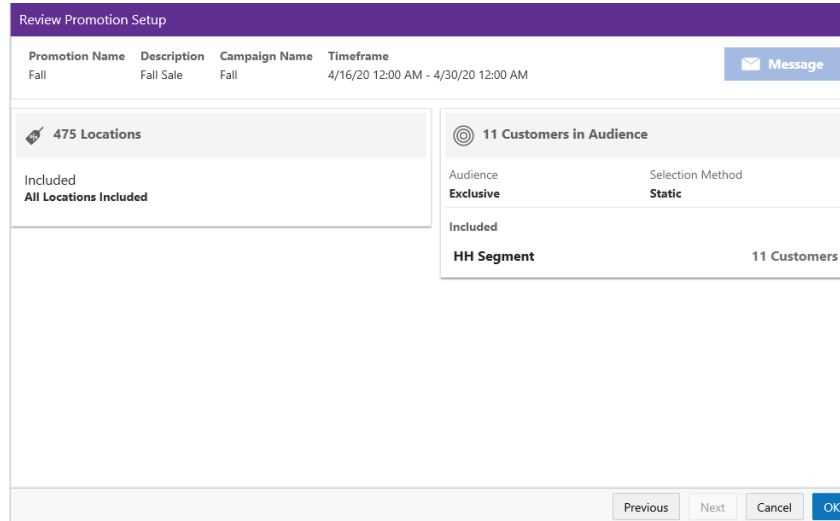 Review Promotion Setup
Promotion Name Description Campaign Name Timeframe
Fall Fall Sale Fall 4/16/20 12:00 AM - 4/30/20 12:00 AM
Message
475 Locations
Included
All Locations Included
11 Customers in Audience
Audience Selection Method
Exclusive Static
Included
HH Segment 11 Customers
Previous Next Cancel OK